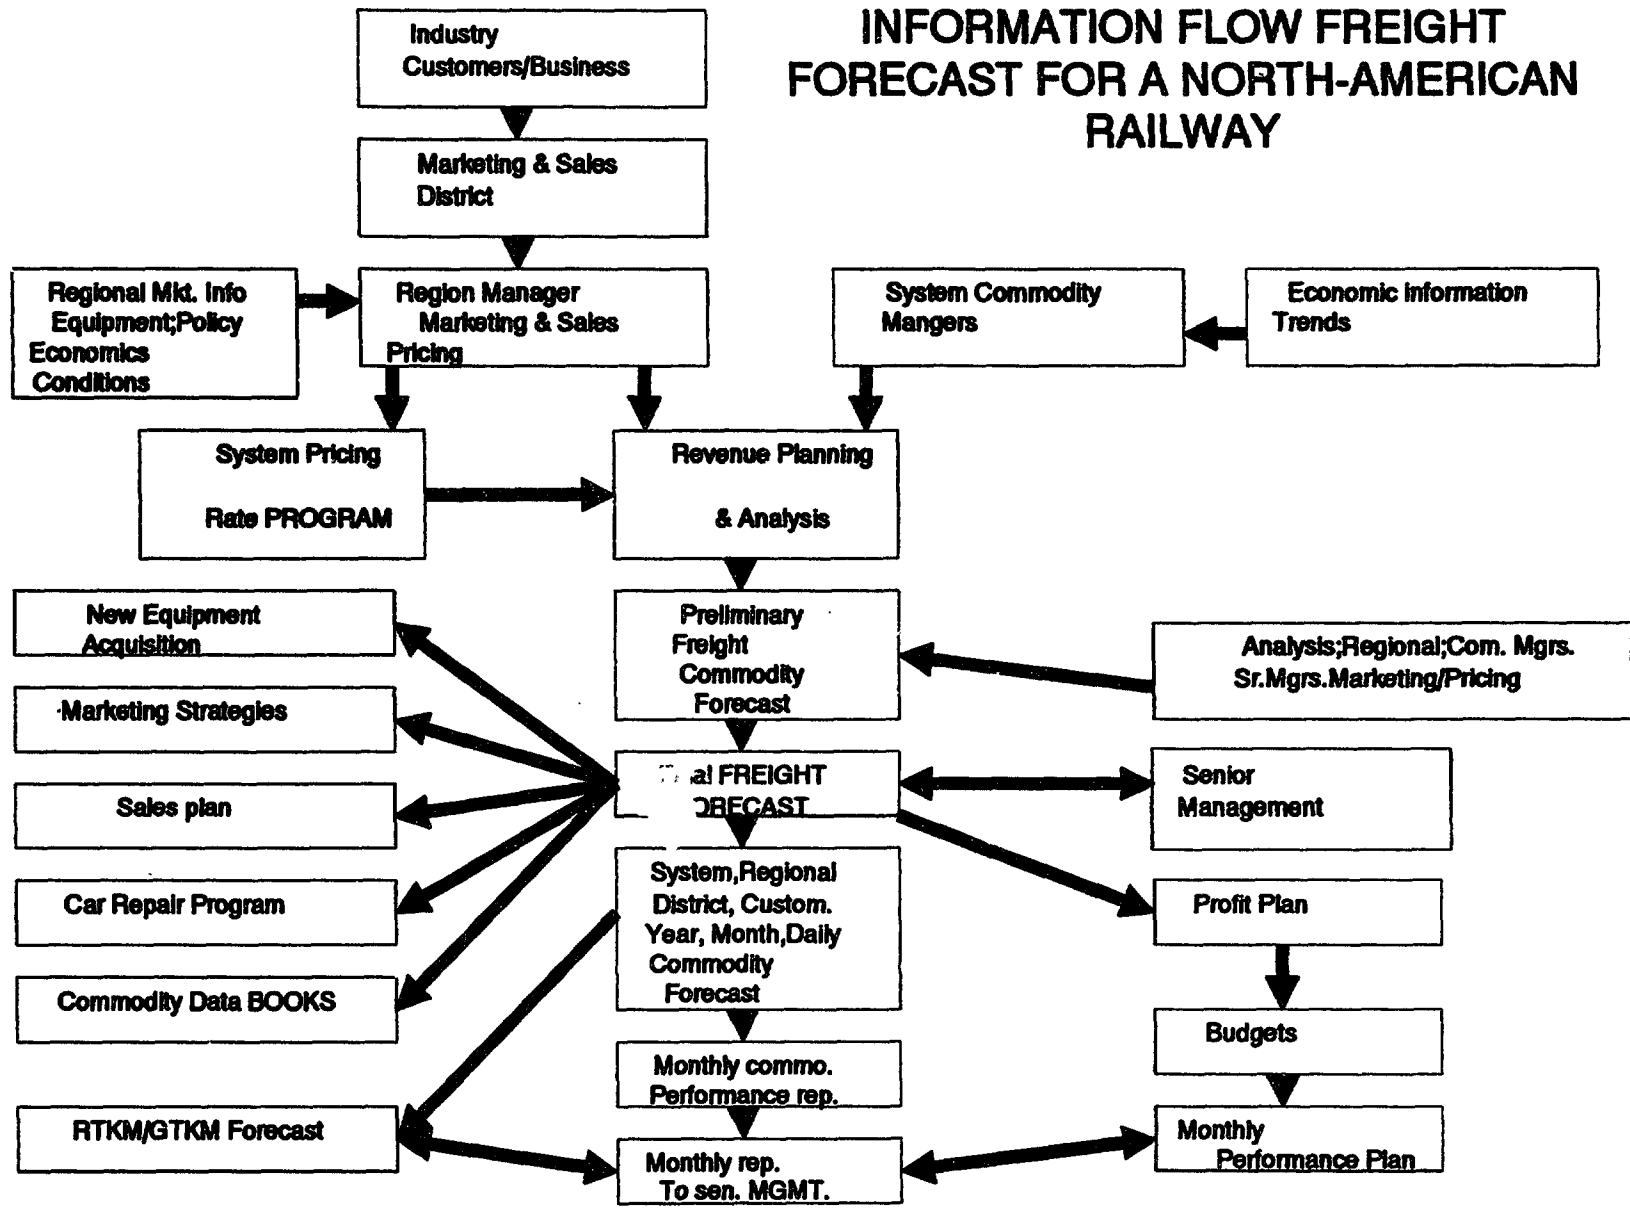 INFORMATION FLOW FREIGHT
FORECAST FOR A NORTH-AMERICAN
RAILWAY
Industry
Customers/Business
Marketing & Sales
District
Regional Mkt. Info
Equipment;Policy
Economics
Conditions
Region Manager
Marketing & Sales
Pricing
System Commodity
Mangers
Economic Information
Trends
System Pricing
Rate PROGRAM
Revenue Planning
& Analysis
New Equipment
Acquisition
Preliminary
Freight
Commodity
Forecast
Analysis;Regional;Com. Mgrs.
Sr.Mgrs.Marketing/Pricing
Marketing Strategies
FREIGHT
Senior
Management
Sales plan
System,Regional
District, Custom.
Year, Month,Daily
Commodity
Forecast
Car Repair Program
Profit Plan
Commodity Data BOOKS
Budgets
Monthly commo.
Performance rep.
RTKM/GTKM Forecast
Monthly rep.
To sen. MGMT.
Monthly
Performance Plan